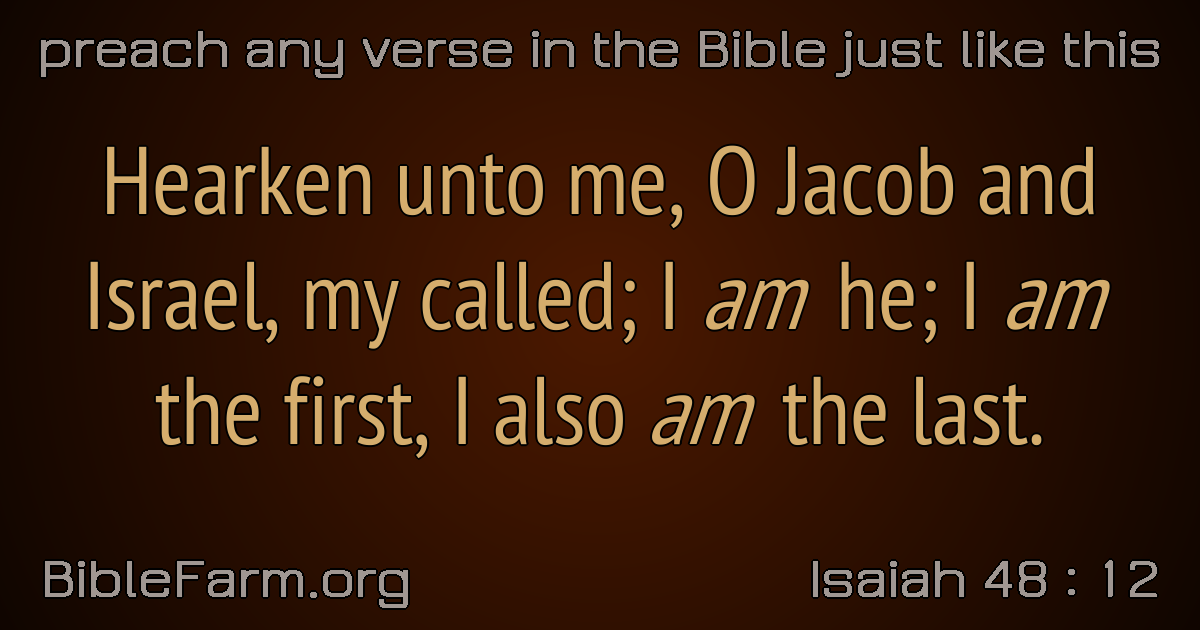 preach any verse in the Bible just like this
Hearken unto me, O Jacob and
Israel, my called; I am he; I am
the first, I also am the last.
BibleFarm.org
Isaiah 48 : 12